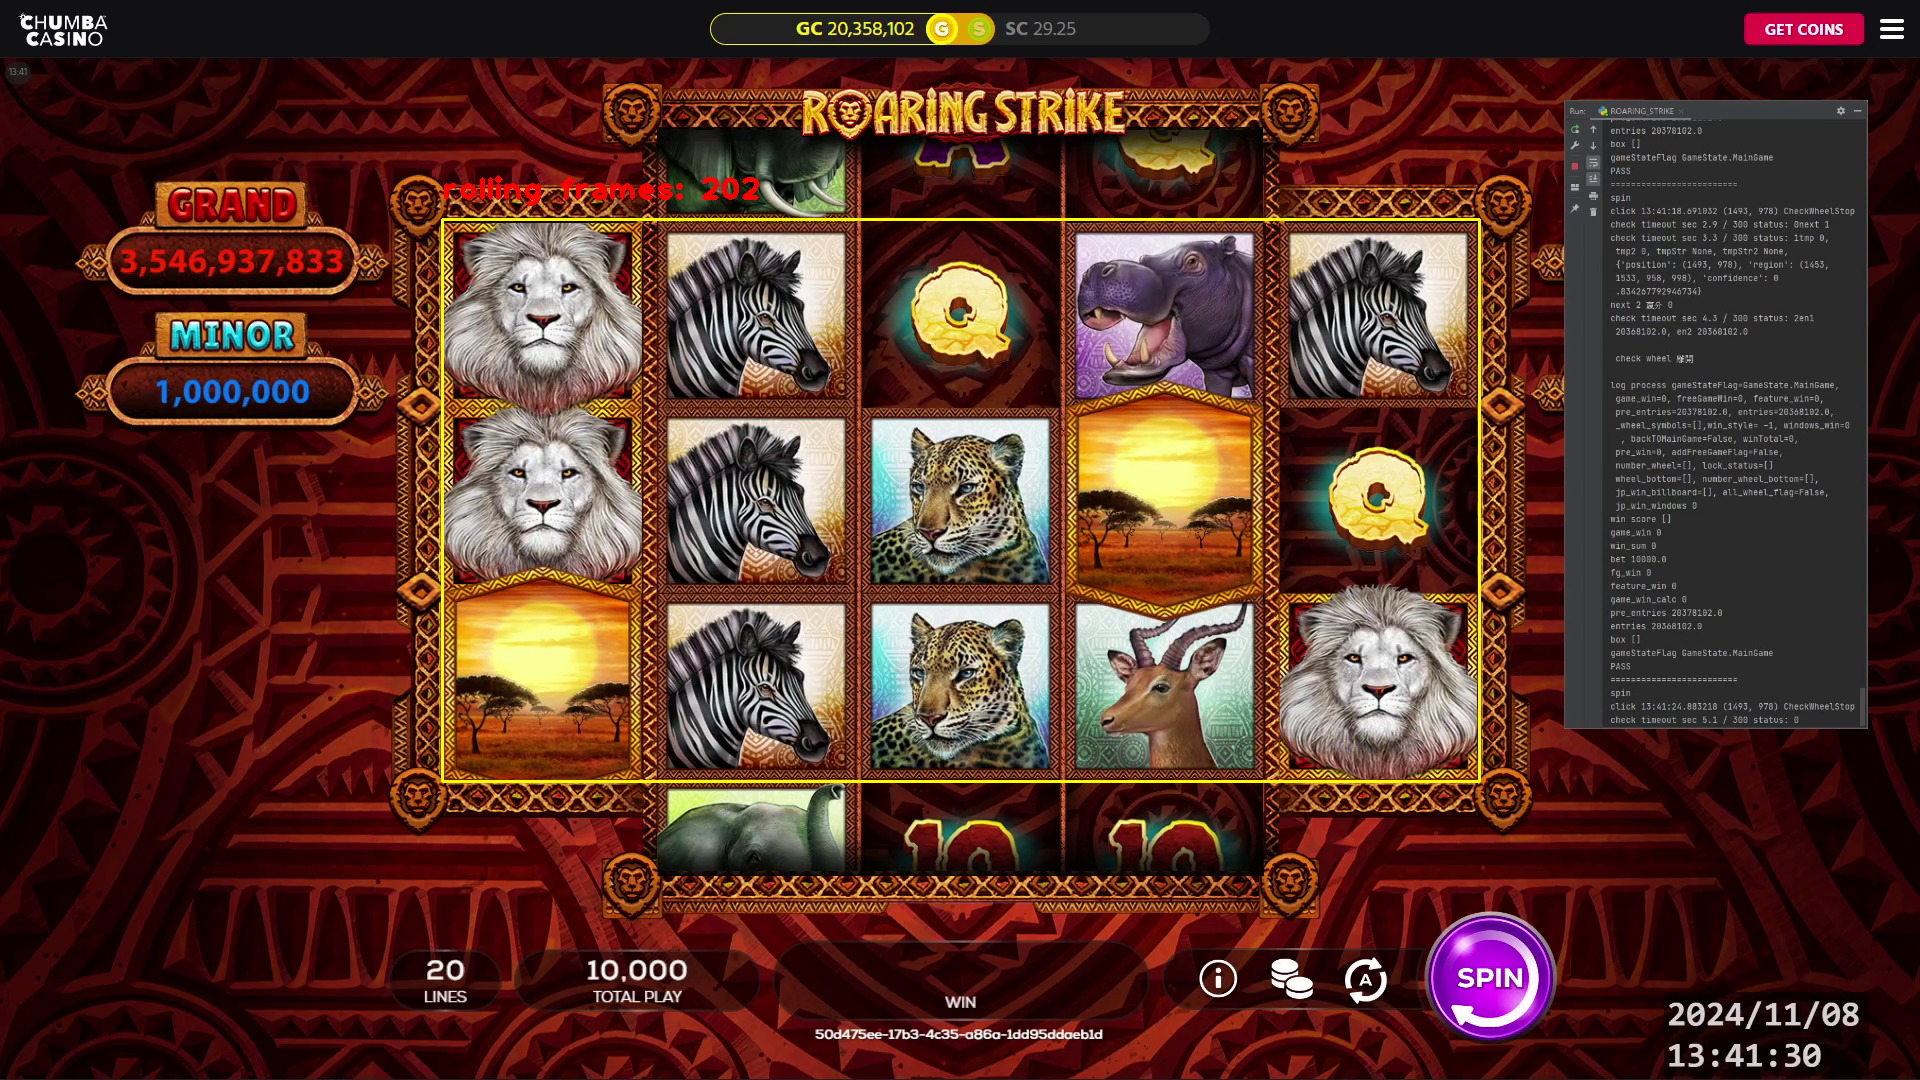 CHUMBA
CASINO
GC 20,358,102
G
S
SC 29.25
GET COINS
13:41
ROARING STRIKE
rolling frames: 202
GRAND
3,546,937,833
MINOR
1,000,000
Q
Q
10
10
Run:
ROARING_STRIKE
entries 20378102.0
box []
gameStateFlag GameState.MainGame
PASS
=========================
spin
click 13:41:18.691032 (1493, 978) CheckWheelStop
check timeout sec 2.9 / 300 status: 0next 1
check timeout sec 3.3 / 300 status: 1tmp 0,
tmp2 0, tmpStr None, tmpStr2 None,
{'position': (1493, 978), 'region': (1453,
1533, 958, 998), 'confidence': 0
.834267792946734}
next 2 贏分 0
check timeout sec 4.3 / 300 status: 2en1
20368102.0, en2 20368102.0
check wheel 離開
log process gameStateFlag=GameState.MainGame,
game_win=0, freeGameWin=0, feature_win=0,
pre_entries=20378102.0, entries=20368102.0,
_wheel_symbols=[],win_style= -1, windows_win=0
, backTOMainGame=False, winTotal=0,
pre_win=0, addFreeGameFlag=False,
number_wheel=[], lock_status=[]
wheel_bottom=[], number_wheel_bottom=[],
jp_win_billboard=[], all_wheel_flag=False,
jp_win_windows 0
win score []
game_win 0
win_sum 0
bet 10000.0
fg_win 0
feature_win 0
game_win_calc 0
pre_entries 20378102.0
entries 20368102.0
box []
gameStateFlag GameState.MainGame
PASS
=========================
spin
click 13:41:24.883218 (1493, 978) CheckWheelStop
check timeout sec 5.1 / 300 status: 0
20
LINES
10,000
TOTAL PLAY
WIN
50d475ee-17b3-4c35-a86a-1dd95ddaeb1d
A
SPIN
2024/11/08
13:41:30